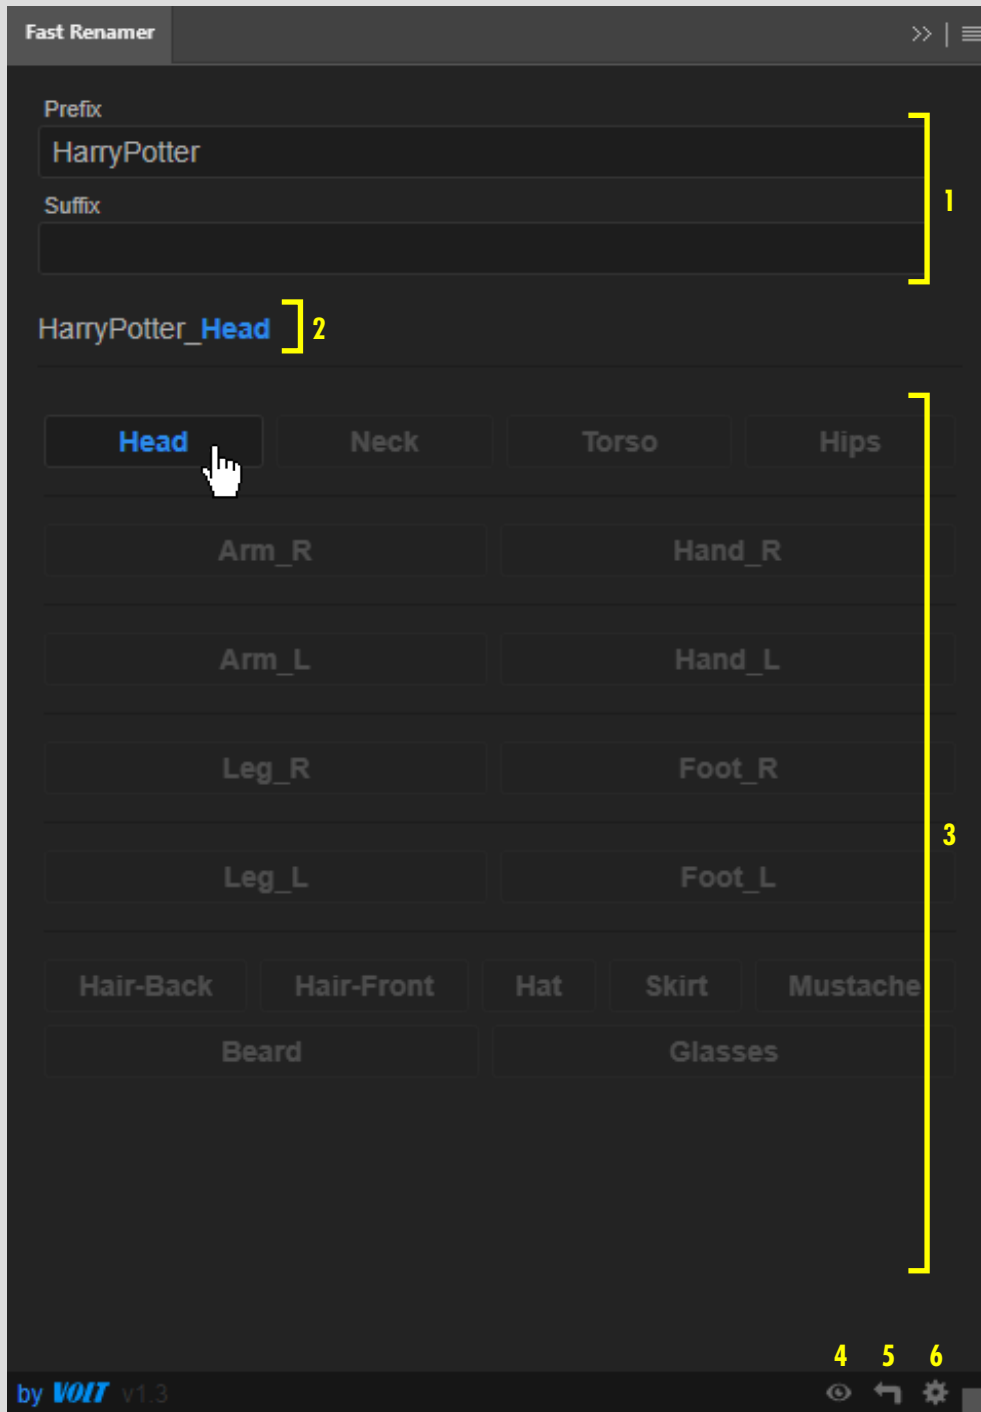 Fast Renamer
Prefix
HarryPotter
1
Suffix
HarryPotter_Head 2
Head Neck Torso Hips
Arm_R Hand_R
Arm_L Hand_L
Leg_R Foot_R
3
Leg_L Foot_L
Hair-Back Hair-Front Hat Skirt Mustache
Beard Glasses
4 5 6
by VOLT v1.3